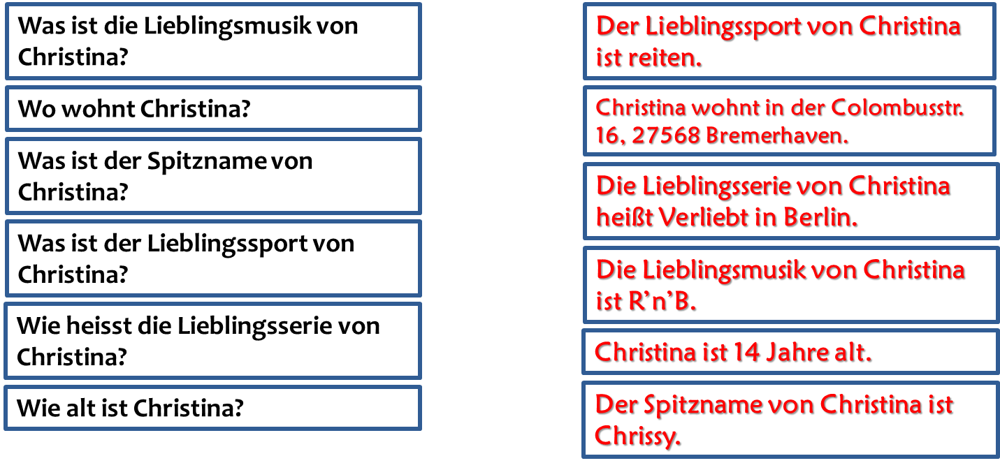 Was ist die Lieblingsmusik von
Christina?
Wo wohnt Christina?
Was ist der Spitzname von
Christina?
Was ist der Lieblingssport von
Christina?
Wie heisst die Lieblingsserie von
Christina?
Wie alt ist Christina?
Der Lieblingssport von Christina
ist reiten.
Christina wohnt in der Colombusstr.
16, 27568 Bremerhaven.
Die Lieblingsserie von Christina
heißt Verliebt in Berlin.
Die Lieblingsmusik von Christina
ist R’n’B.
Christina ist 14 Jahre alt.
Der Spitzname von Christina ist
Chrissy.